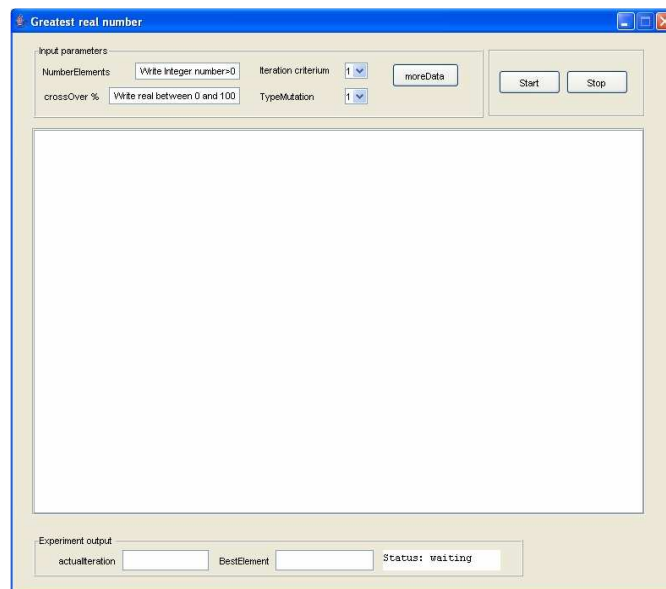 Greatest real number
Input parameters
NumberElements Write Integer number>0 Iteration criterium 1 moreData Start Stop
crossOver % Write real between 0 and 100 TypeMutation 1
Experiment output
actualIteration BestElement Status: waiting